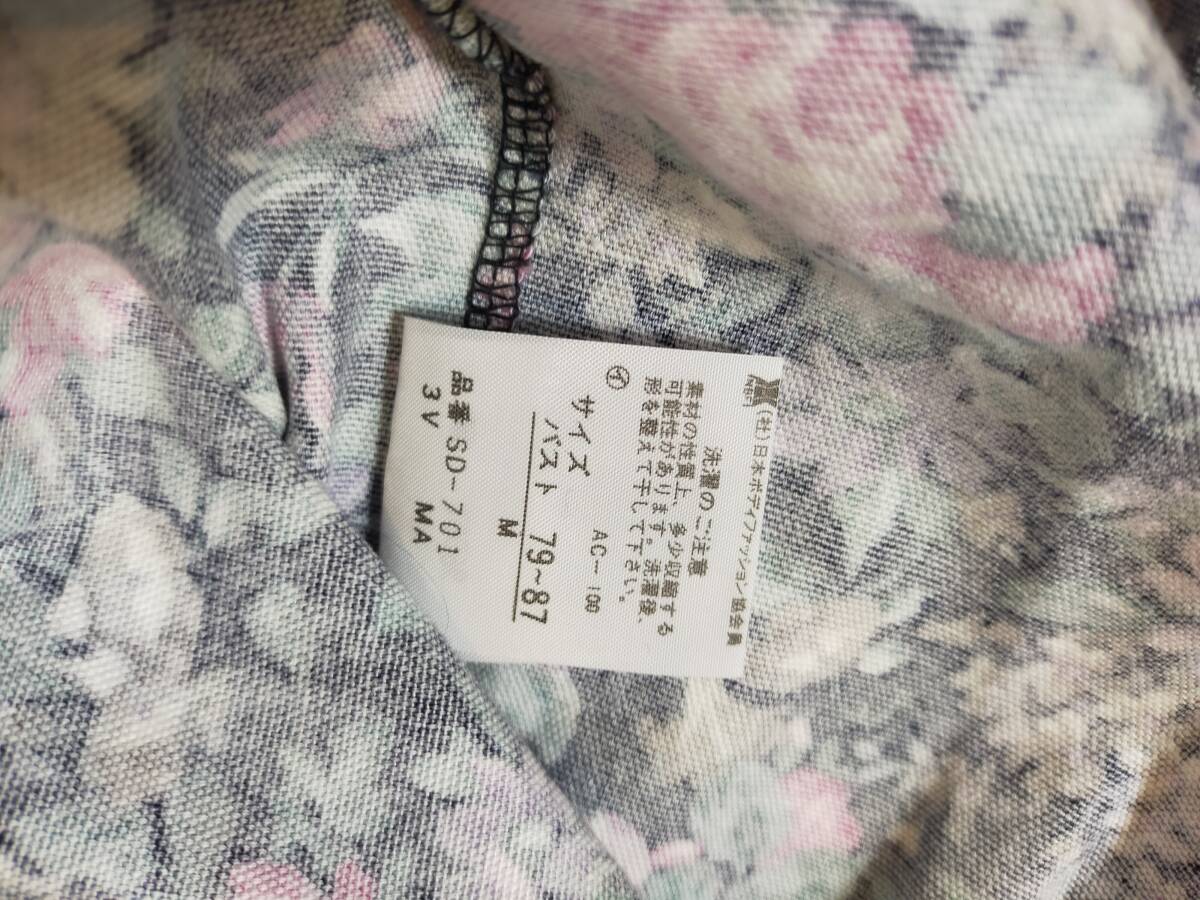 NBF
(社)日本ボディファッション協会員
洗濯のご注意
素材の性質上、多少収縮する
可能性があります。洗濯後、
形を整えて干して下さい。
イ
AC-100
サイズ
バスト 79~87
M
品番 SD-701
3V MA